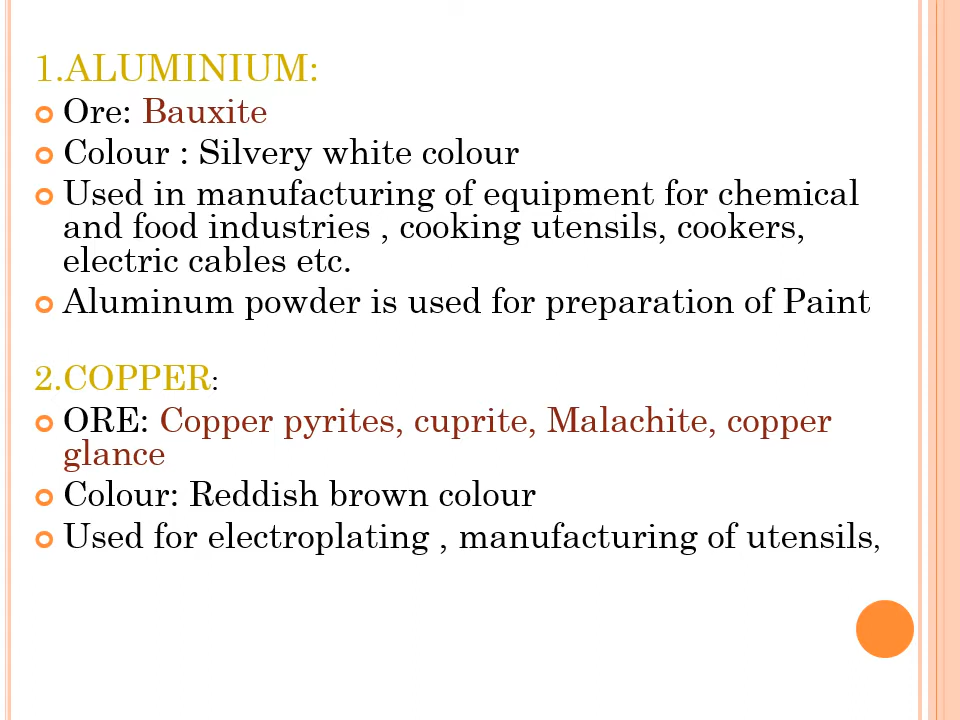 1.ALUMINIUM:
Ore: Bauxite
Colour : Silvery white colour
Used in manufacturing of equipment for chemical
and food industries , cooking utensils, cookers,
electric cables etc.
Aluminum powder is used for preparation of Paint
2.COPPER:
ORE: Copper pyrites, cuprite, Malachite, copper
glance
Colour: Reddish brown colour
Used for electroplating , manufacturing of utensils,